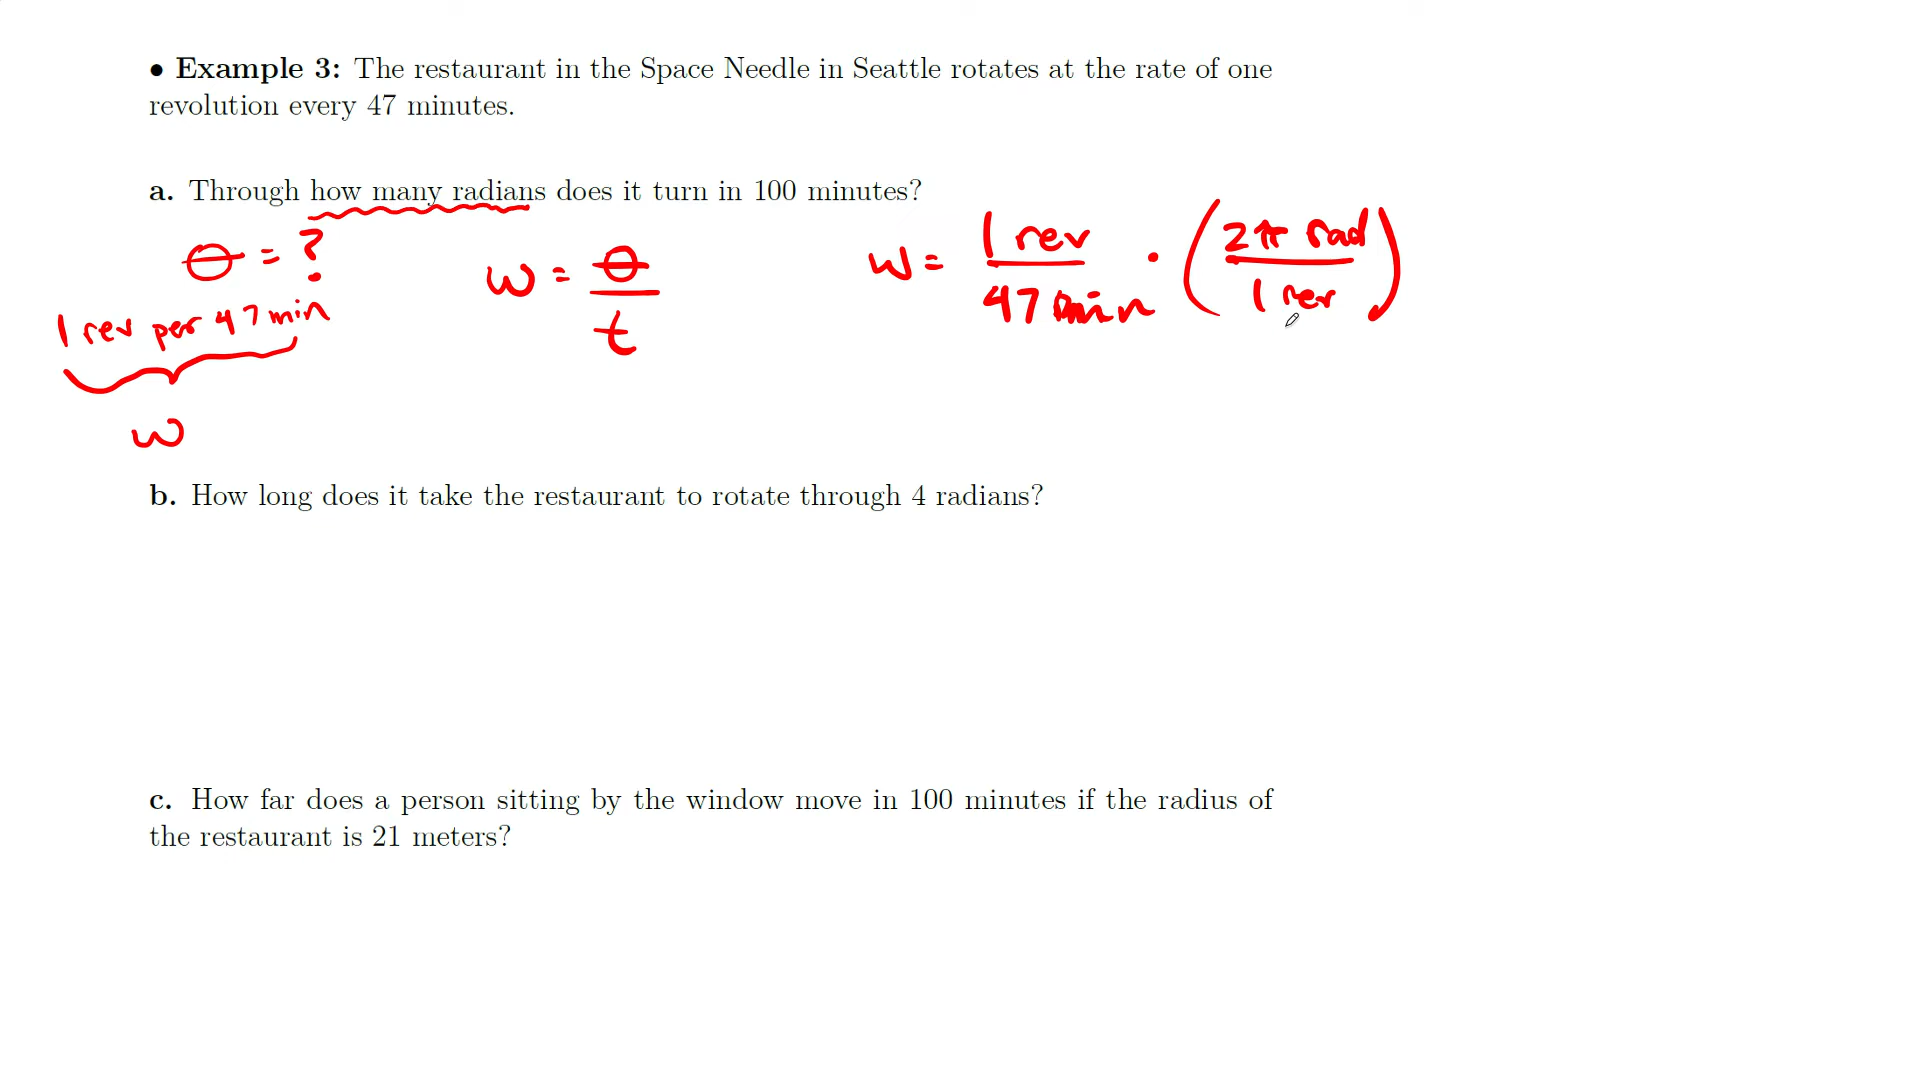 • Example 3: The restaurant in the Space Needle in Seattle rotates at the rate of one
revolution every 47 minutes.
a. Through how many radians does it turn in 100 minutes?
θ = ?
1 rev per 47 min
ω
ω = θ / t
ω = 1 rev / 47 min · (2π rad / 1 rev)
b. How long does it take the restaurant to rotate through 4 radians?
c. How far does a person sitting by the window move in 100 minutes if the radius of
the restaurant is 21 meters?